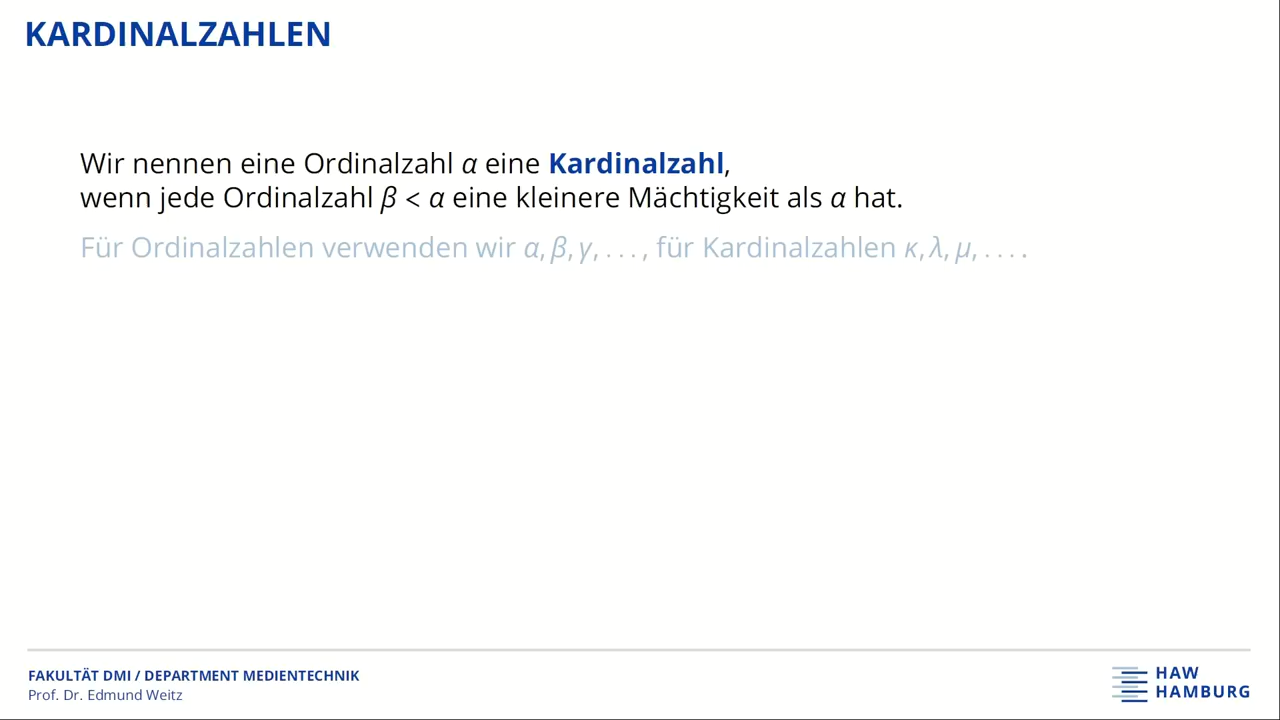 KARDINALZAHLEN
Wir nennen eine Ordinalzahl α eine Kardinalzahl,
wenn jede Ordinalzahl β < α eine kleinere Mächtigkeit als α hat.
Für Ordinalzahlen verwenden wir α, β, γ, . . . , für Kardinalzahlen κ, λ, μ, . . . .
FAKULTÄT DMI / DEPARTMENT MEDIENTECHNIK
Prof. Dr. Edmund Weitz
HAW
HAMBURG